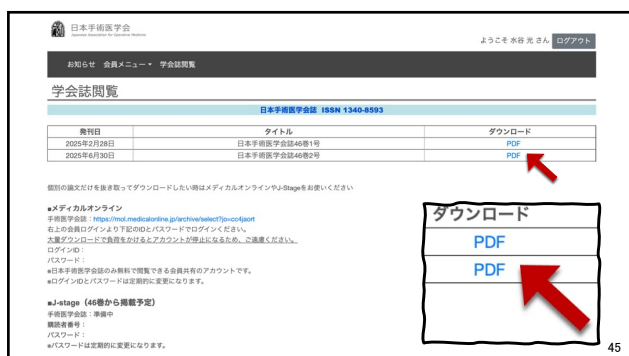 日本手術医学会
Japanese Association for Operative Medicine
ようこそ 水谷 光 さん ログアウト
お知らせ 会員メニュー 学会誌閲覧
学会誌閲覧
日本手術医学会誌 ISSN 1340-8593
発刊日 タイトル ダウンロード
2025年2月28日 日本手術医学会誌46巻1号 PDF
2025年6月30日 日本手術医学会誌46巻2号 PDF
個別の論文だけを抜き取ってダウンロードしたい時はメディカルオンラインやJ-Stageをお使いください
■メディカルオンライン
手術医学会誌：https://mol.medicalonline.jp/archive/select?jo=cc4jaort
右上の会員ログインより下記のIDとパスワードでログインください。
大量ダウンロードで負荷をかけるとアカウントが停止になるため、ご遠慮ください。
ログインID：
パスワード：
※日本手術医学会誌のみ無料で閲覧できる会員共有のアカウントです。
※ログインIDとパスワードは定期的に変更になります。
■J-stage（46巻から掲載予定）
手術医学会誌：準備中
購読者番号：
パスワード：
※パスワードは定期的に変更になります。
ダウンロード
PDF
PDF
45